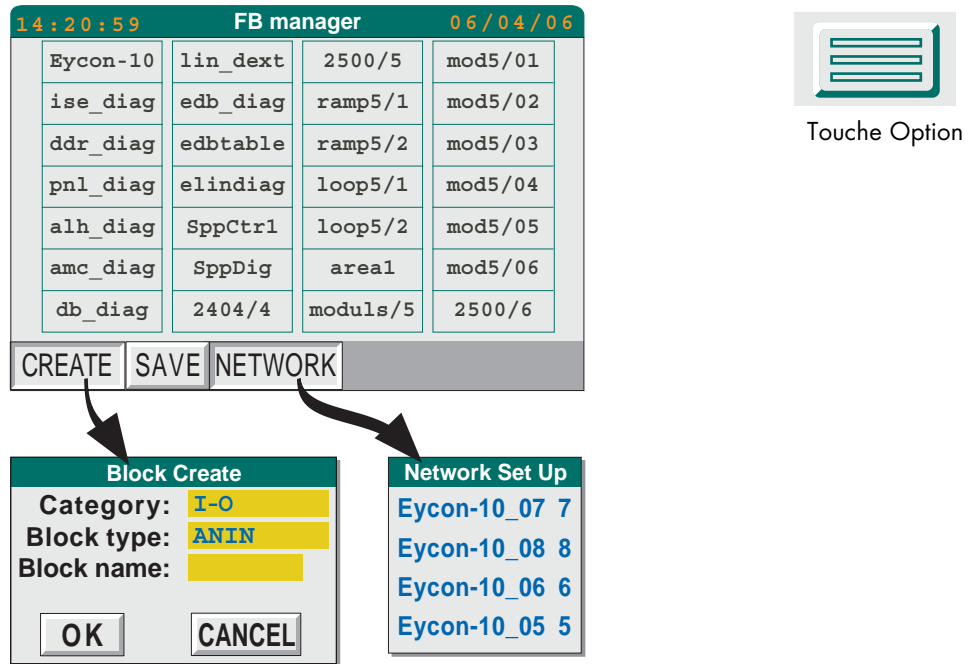 14:20:59 FB manager 06/04/06
Eycon-10 lin_dext 2500/5 mod5/01
ise_diag edb_diag ramp5/1 mod5/02
ddr_diag edbtable ramp5/2 mod5/03
pnl_diag elindiag loop5/1 mod5/04
alh_diag SppCtr1 loop5/2 mod5/05
amc_diag SppDig area1 mod5/06
db_diag 2404/4 moduls/5 2500/6
CREATE SAVE NETWORK
Touche Option
Block Create
Category: I-O
Block type: ANIN
Block name:
OK CANCEL
Network Set Up
Eycon-10_07 7
Eycon-10_08 8
Eycon-10_06 6
Eycon-10_05 5